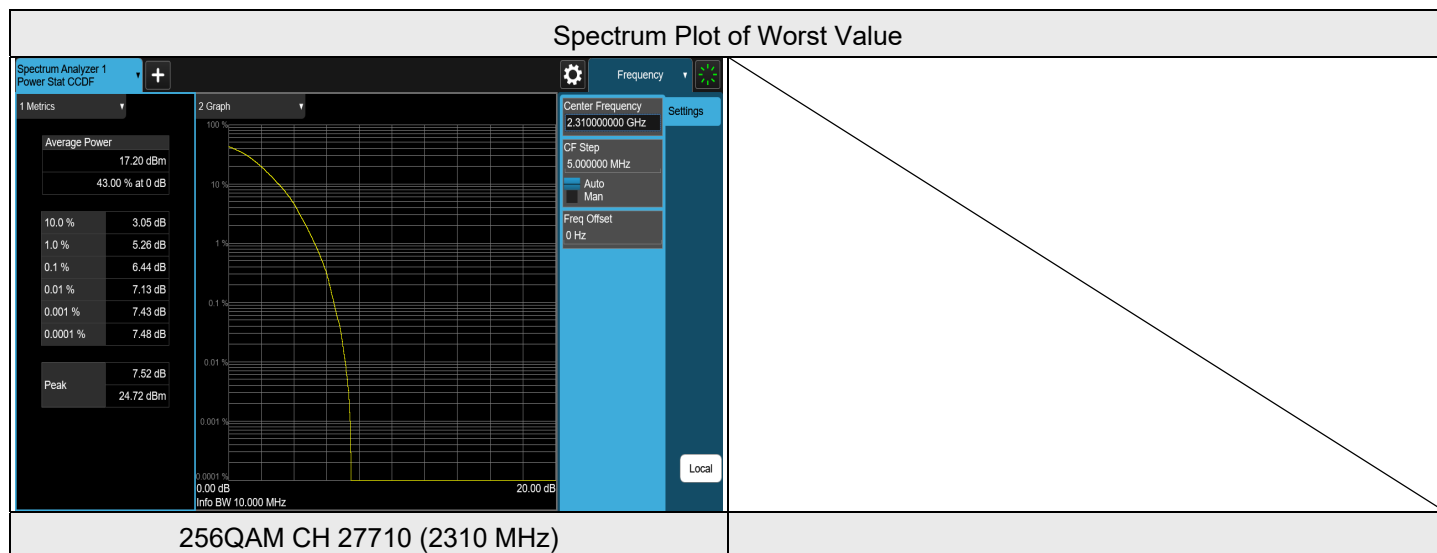 Spectrum Plot of Worst Value
Spectrum Analyzer 1
Power Stat CCDF
+
Frequency
1 Metrics
Average Power
17.20 dBm
43.00 % at 0 dB
10.0 % 3.05 dB
1.0 % 5.26 dB
0.1 % 6.44 dB
0.01 % 7.13 dB
0.001 % 7.43 dB
0.0001 % 7.48 dB
Peak 7.52 dB
24.72 dBm
2 Graph
100 %
10 %
1 %
0.1 %
0.01 %
0.001 %
0.0001 %
0.00 dB 20.00 dB
Info BW 10.000 MHz
Center Frequency
2.310000000 GHz
CF Step
5.000000 MHz
Auto
Man
Freq Offset
0 Hz
Settings
Local
256QAM CH 27710 (2310 MHz)